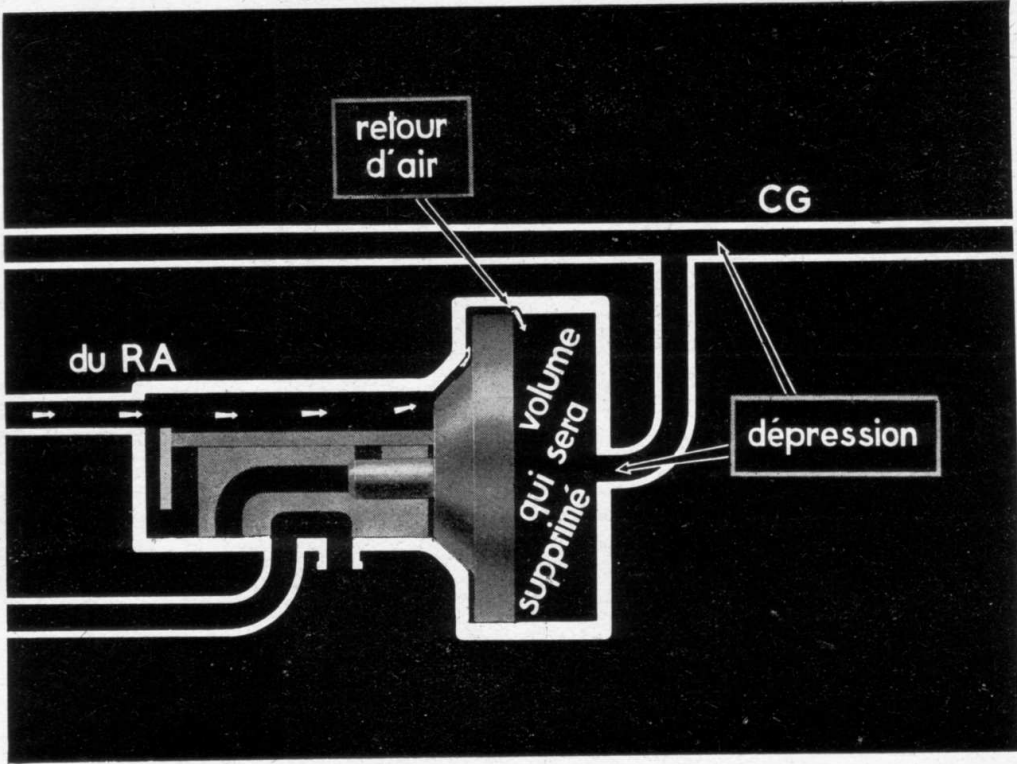 retour
d'air
CG
du RA
volume
qui sera
supprimé
dépression